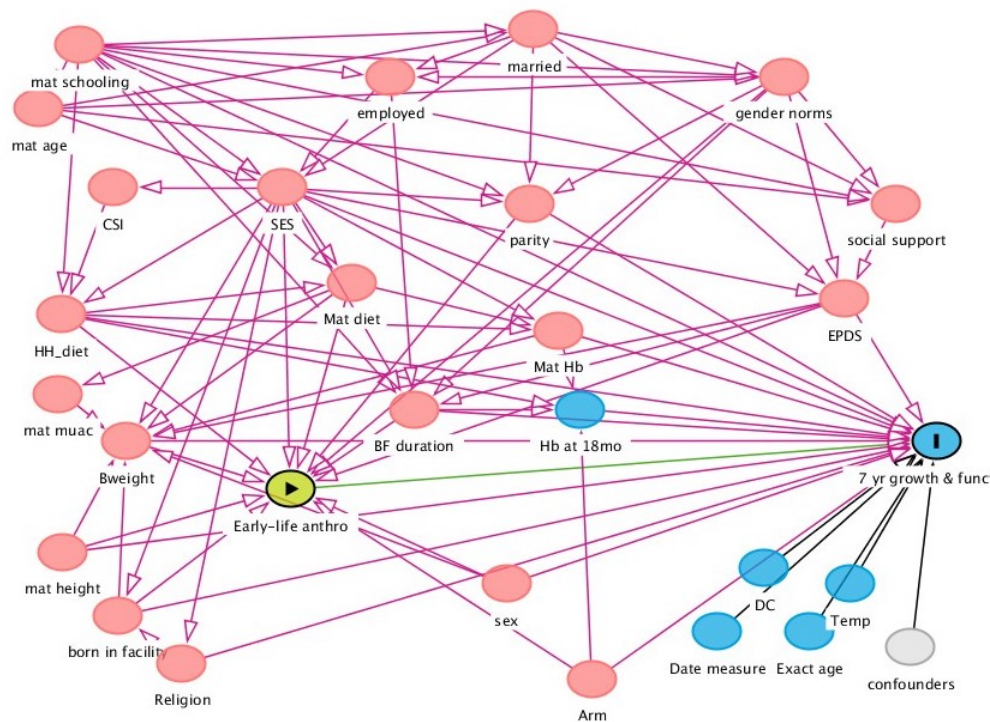 mat schooling
married
mat age
employed
gender norms
CSI
SES
parity
social support
Mat diet
HH_diet
EPDS
Mat Hb
mat muac
BF duration
Hb at 18mo
Bweight
7 yr growth & funct
Early-life anthro
mat height
DC
Temp
sex
born in facility
Religion
Date measure
Exact age
confounders
Arm